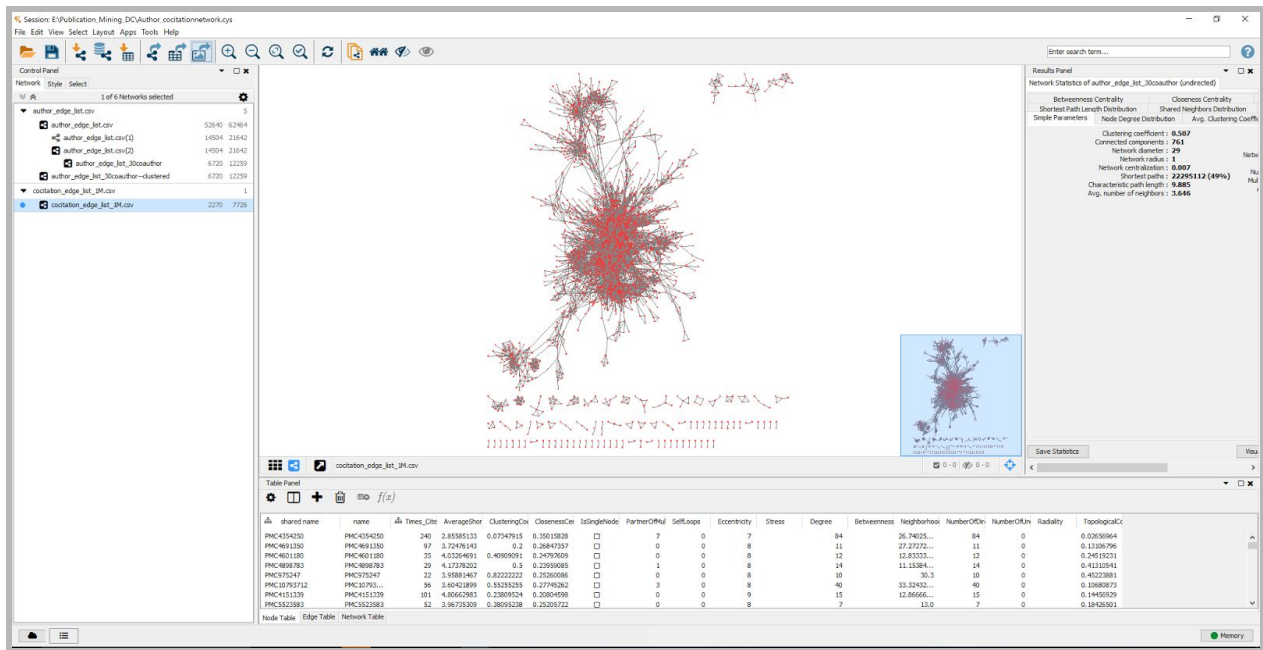 Session: E:\Publication_Mining_DC\Author_cocitationnetwork.cys
File Edit View Select Layout Apps Tools Help
Enter search term...
Control Panel
Network Style Select
1 of 6 Networks selected
author_edge_list.csv 5
author_edge_list.csv 52640 62464
author_edge_list.csv(1) 14504 21642
author_edge_list.csv(2) 14504 21642
author_edge_list_30coauthor 6720 12259
author_edge_list_30coauthor--clustered 6720 12259
cocitation_edge_list_1M.csv 1
cocitation_edge_list_1M.csv 2270 7726
Results Panel
Network Statistics of author_edge_list_30coauthor (undirected)
Betweenness Centrality Closeness Centrality
Shortest Path Length Distribution Shared Neighbors Distribution
Simple Parameters Node Degree Distribution Avg. Clustering Coeffic
Clustering coefficient : 0.507
Connected components : 761
Network diameter : 29
Network radius : 1
Network centralization : 0.007
Shortest paths : 22295112 (49%)
Characteristic path length : 9.885
Avg. number of neighbors : 3.646
Netw
Nu
Mul
Save Statistics Visu
cocitation_edge_list_1M.csv 0 - 0 0 - 0
Table Panel
f(x)
shared name name Times_Cite AverageShor ClusteringCoe ClosenessCer IsSingleNode PartnerOfMul SelfLoops Eccentricity Stress Degree Betweenness Neighborhood NumberOfDir NumberOfUn Radiality TopologicalCo
PMC4354250 PMC4354250 240 2.85585133 0.07347915 0.35015828 7 0 7 84 26.74025... 84 0 0.02656964
PMC4691350 PMC4691350 97 3.72476143 0.2 0.26847357 0 0 8 11 27.27272... 11 0 0.13106796
PMC4601180 PMC4601180 35 4.03264691 0.40909091 0.24797609 0 0 8 12 12.83333... 12 0 0.24519231
PMC4898783 PMC4898783 29 4.17378202 0.5 0.23959085 1 0 8 14 11.15384... 14 0 0.41310541
PMC975247 PMC975247 22 3.95881467 0.82222222 0.25260086 0 0 8 10 30.3 10 0 0.45223881
PMC10793712 PMC10793... 56 3.60421899 0.55255255 0.27745262 3 0 8 40 33.32432... 40 0 0.10680873
PMC4151339 PMC4151339 101 4.80662983 0.23809524 0.20804598 0 0 9 15 12.86666... 15 0 0.14456929
PMC5523583 PMC5523583 52 3.96735309 0.38095238 0.25205722 0 0 8 7 13.0 7 0 0.18426501
Node Table Edge Table Network Table
Memory